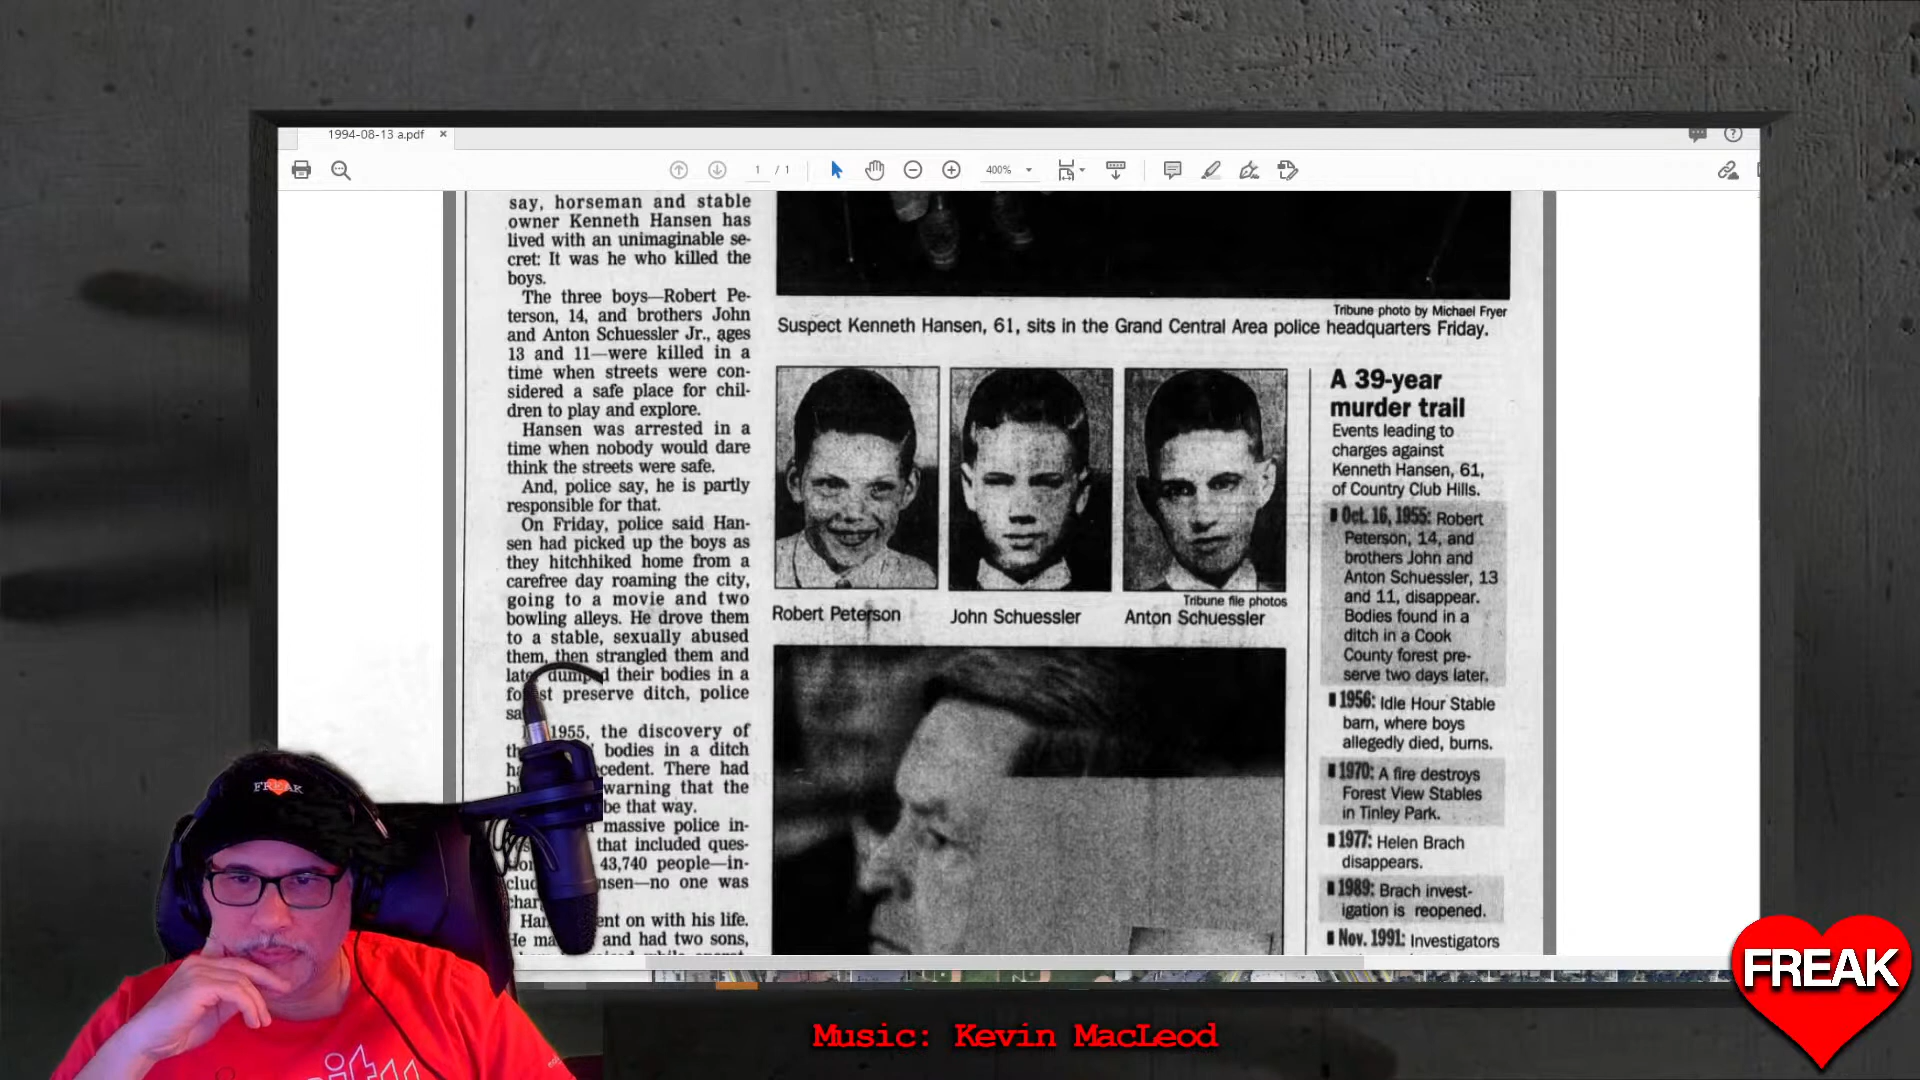 1994-08-13 a.pdf
1 / 1
400%
say, horseman and stable
owner Kenneth Hansen has
lived with an unimaginable se-
cret: It was he who killed the
boys.
The three boys—Robert Pe-
terson, 14, and brothers John
and Anton Schuessler Jr., ages
13 and 11—were killed in a
time when streets were con-
sidered a safe place for chil-
dren to play and explore.
Hansen was arrested in a
time when nobody would dare
think the streets were safe.
And, police say, he is partly
responsible for that.
On Friday, police said Han-
sen had picked up the boys as
they hitchhiked home from a
carefree day roaming the city,
going to a movie and two
bowling alleys. He drove them
to a stable, sexually abused
them, then strangled them and
dumped their bodies in a
preserve ditch, police
1955, the discovery of
bodies in a ditch
There had
warning that the
be that way.
massive police in-
that included ques-
43,740 people—in-
no one was
on with his life.
and had two sons,
Tribune photo by Michael Fryer
Suspect Kenneth Hansen, 61, sits in the Grand Central Area police headquarters Friday.
Tribune file photos
Robert Peterson
John Schuessler
Anton Schuessler
A 39-year
murder trail
Events leading to
charges against
Kenneth Hansen, 61,
of Country Club Hills.
Oct. 16, 1955: Robert
Peterson, 14, and
brothers John and
Anton Schuessler, 13
and 11, disappear.
Bodies found in a
ditch in a Cook
County forest pre-
serve two days later.
1956: Idle Hour Stable
barn, where boys
allegedly died, burns.
1970: A fire destroys
Forest View Stables
in Tinley Park.
1977: Helen Brach
disappears.
1989: Brach invest-
igation is reopened.
Nov. 1991: Investigators
FREAK
FREAK
Music: Kevin MacLeod